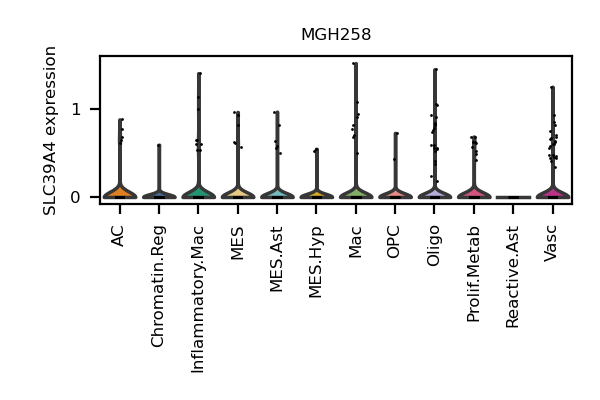 MGH258
SLC39A4 expression
1
0
AC
Chromatin.Reg
Inflammatory.Mac
MES
MES.Ast
MES.Hyp
Mac
OPC
Oligo
Prolif.Metab
Reactive.Ast
Vasc